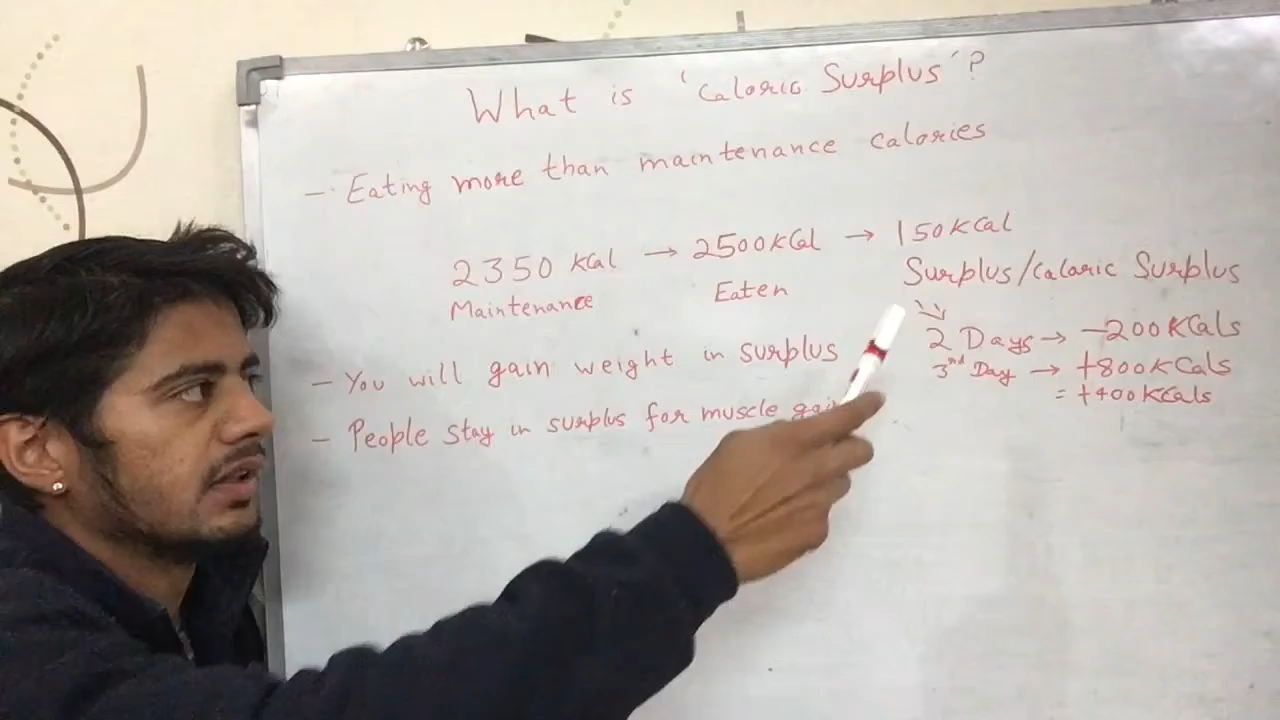 What is 'Caloric Surplus'?
- Eating more than maintenance calories
2350 kcal → 2500 kcal → 150 kcal
Maintenance Eaten Surplus/Caloric Surplus
2 Days → -200 kcals
3rd Day → +800 kcals
= +400 kcals
- You will gain weight in surplus
- People stay in surplus for muscle